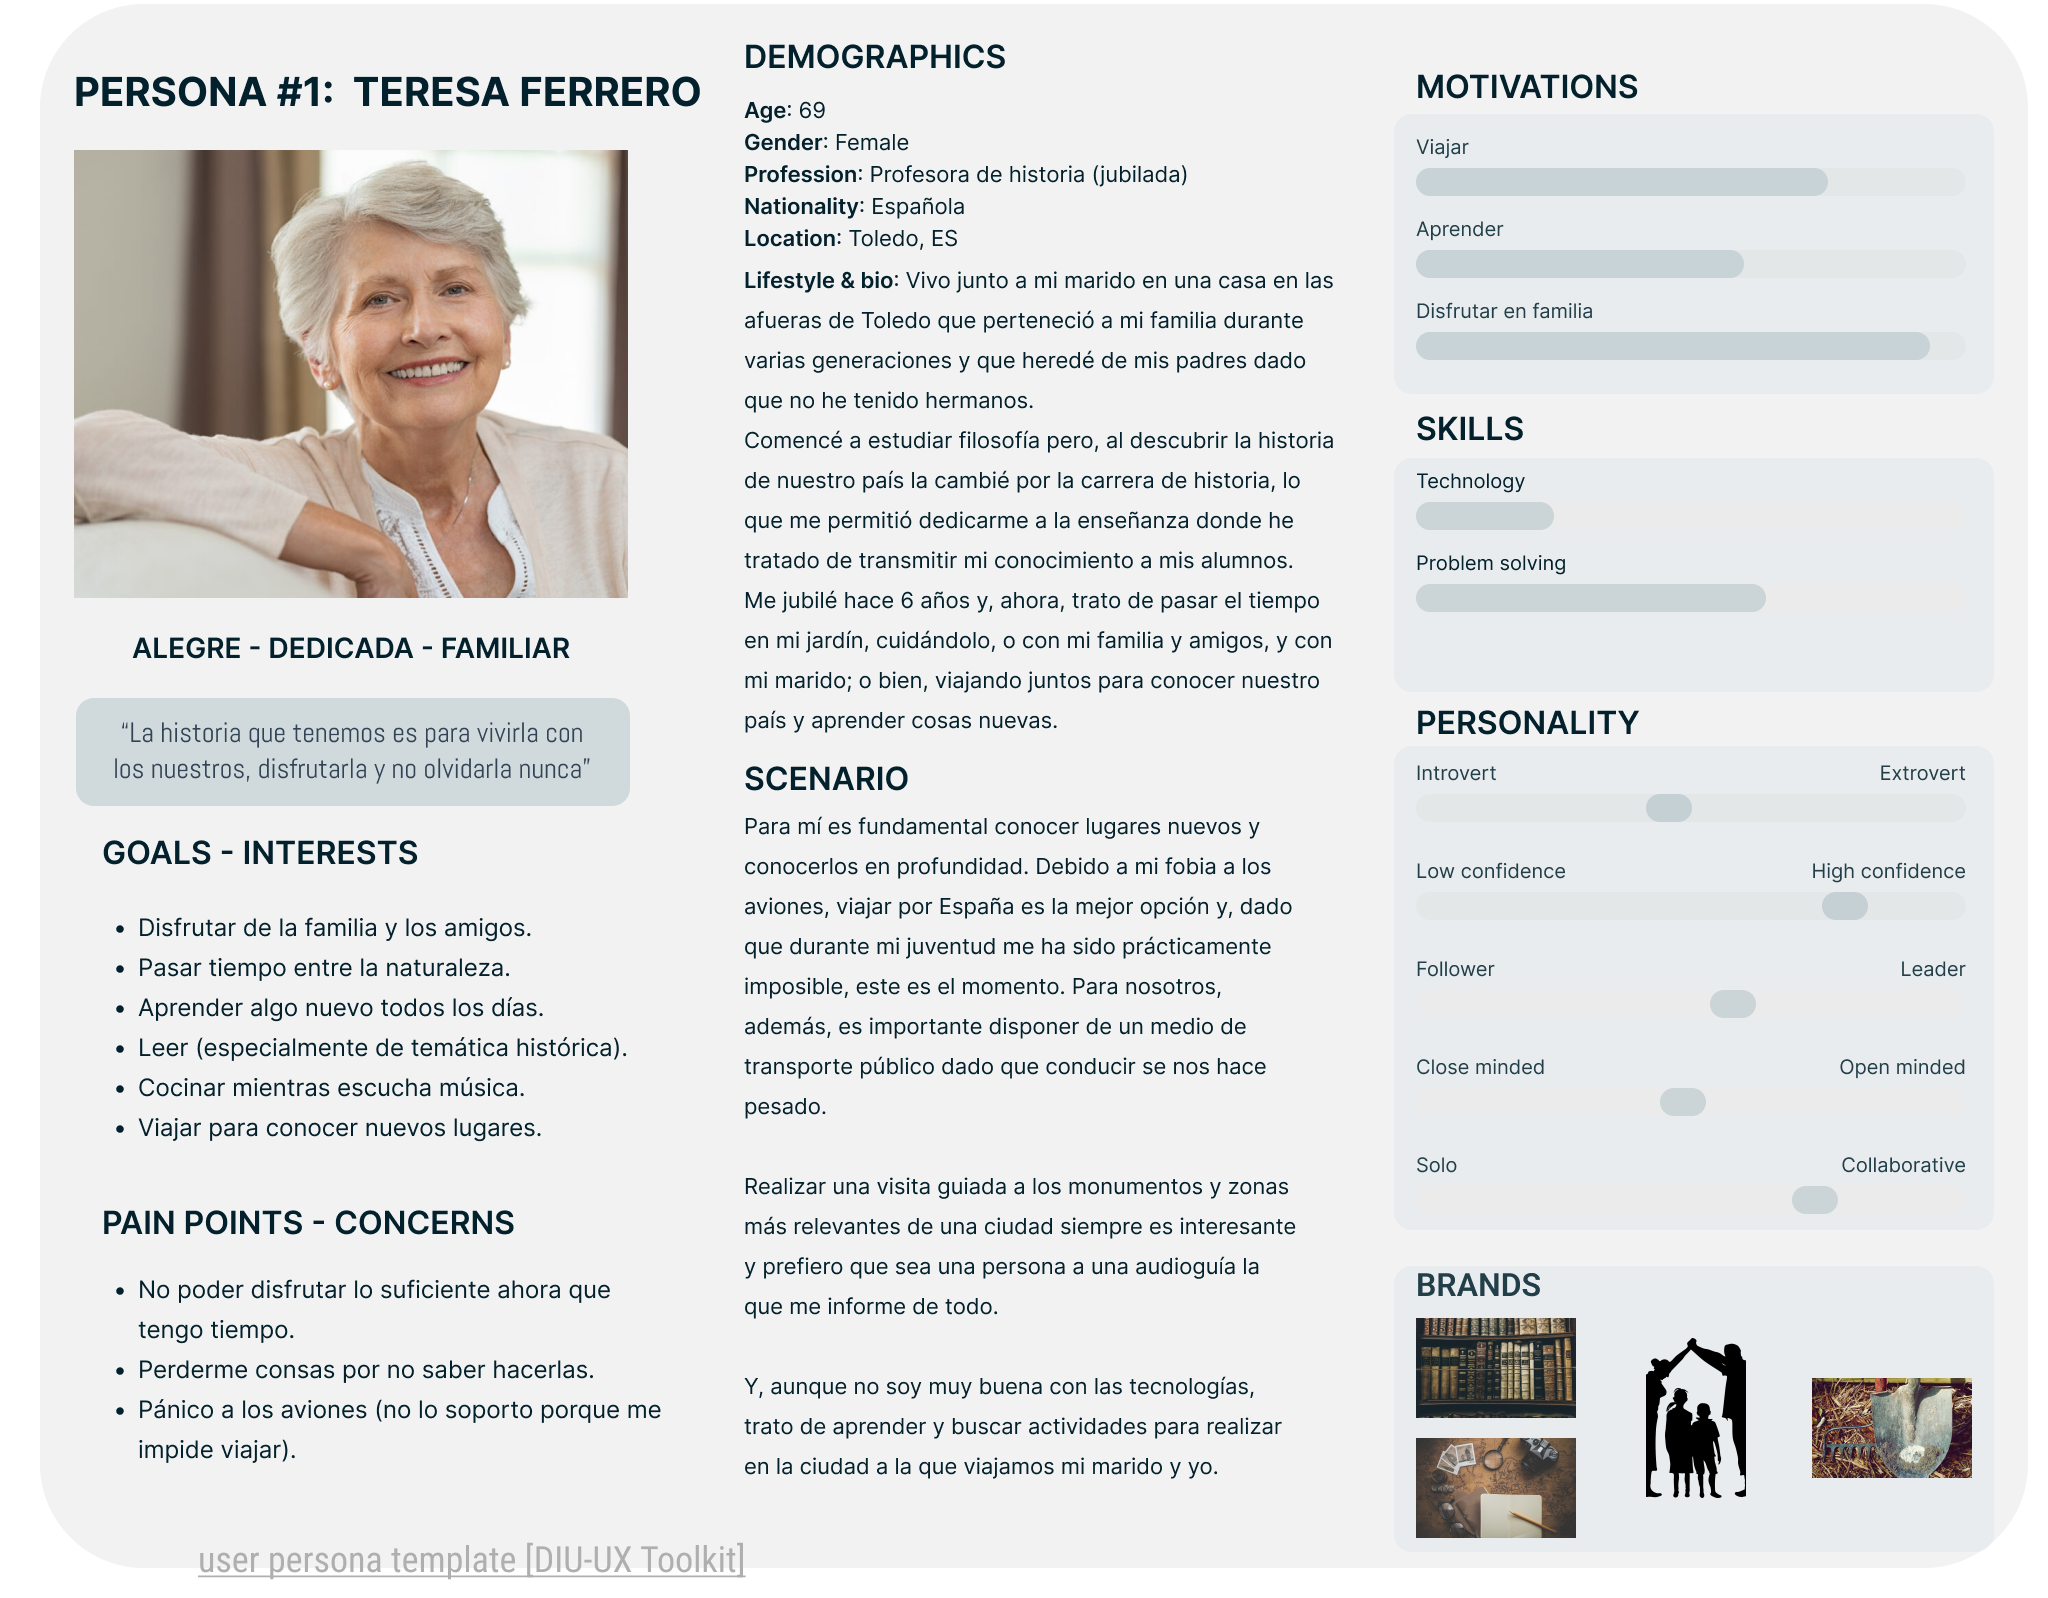 PERSONA #1: TERESA FERRERO
ALEGRE - DEDICADA - FAMILIAR
“La historia que tenemos es para vivirla con
los nuestros, disfrutarla y no olvidarla nunca”
GOALS - INTERESTS
• Disfrutar de la familia y los amigos.
• Pasar tiempo entre la naturaleza.
• Aprender algo nuevo todos los días.
• Leer (especialmente de temática histórica).
• Cocinar mientras escucha música.
• Viajar para conocer nuevos lugares.
PAIN POINTS - CONCERNS
• No poder disfrutar lo suficiente ahora que
tengo tiempo.
• Perderme consas por no saber hacerlas.
• Pánico a los aviones (no lo soporto porque me
impide viajar).
DEMOGRAPHICS
Age: 69
Gender: Female
Profession: Profesora de historia (jubilada)
Nationality: Española
Location: Toledo, ES
Lifestyle & bio: Vivo junto a mi marido en una casa en las
afueras de Toledo que perteneció a mi familia durante
varias generaciones y que heredé de mis padres dado
que no he tenido hermanos.
Comencé a estudiar filosofía pero, al descubrir la historia
de nuestro país la cambié por la carrera de historia, lo
que me permitió dedicarme a la enseñanza donde he
tratado de transmitir mi conocimiento a mis alumnos.
Me jubilé hace 6 años y, ahora, trato de pasar el tiempo
en mi jardín, cuidándolo, o con mi familia y amigos, y con
mi marido; o bien, viajando juntos para conocer nuestro
país y aprender cosas nuevas.
SCENARIO
Para mí es fundamental conocer lugares nuevos y
conocerlos en profundidad. Debido a mi fobia a los
aviones, viajar por España es la mejor opción y, dado
que durante mi juventud me ha sido prácticamente
imposible, este es el momento. Para nosotros,
además, es importante disponer de un medio de
transporte público dado que conducir se nos hace
pesado.
Realizar una visita guiada a los monumentos y zonas
más relevantes de una ciudad siempre es interesante
y prefiero que sea una persona a una audioguía la
que me informe de todo.
Y, aunque no soy muy buena con las tecnologías,
trato de aprender y buscar actividades para realizar
en la ciudad a la que viajamos mi marido y yo.
MOTIVATIONS
Viajar
Aprender
Disfrutar en familia
SKILLS
Technology
Problem solving
PERSONALITY
Introvert Extrovert
Low confidence High confidence
Follower Leader
Close minded Open minded
Solo Collaborative
BRANDS
user persona template [DIU-UX Toolkit]